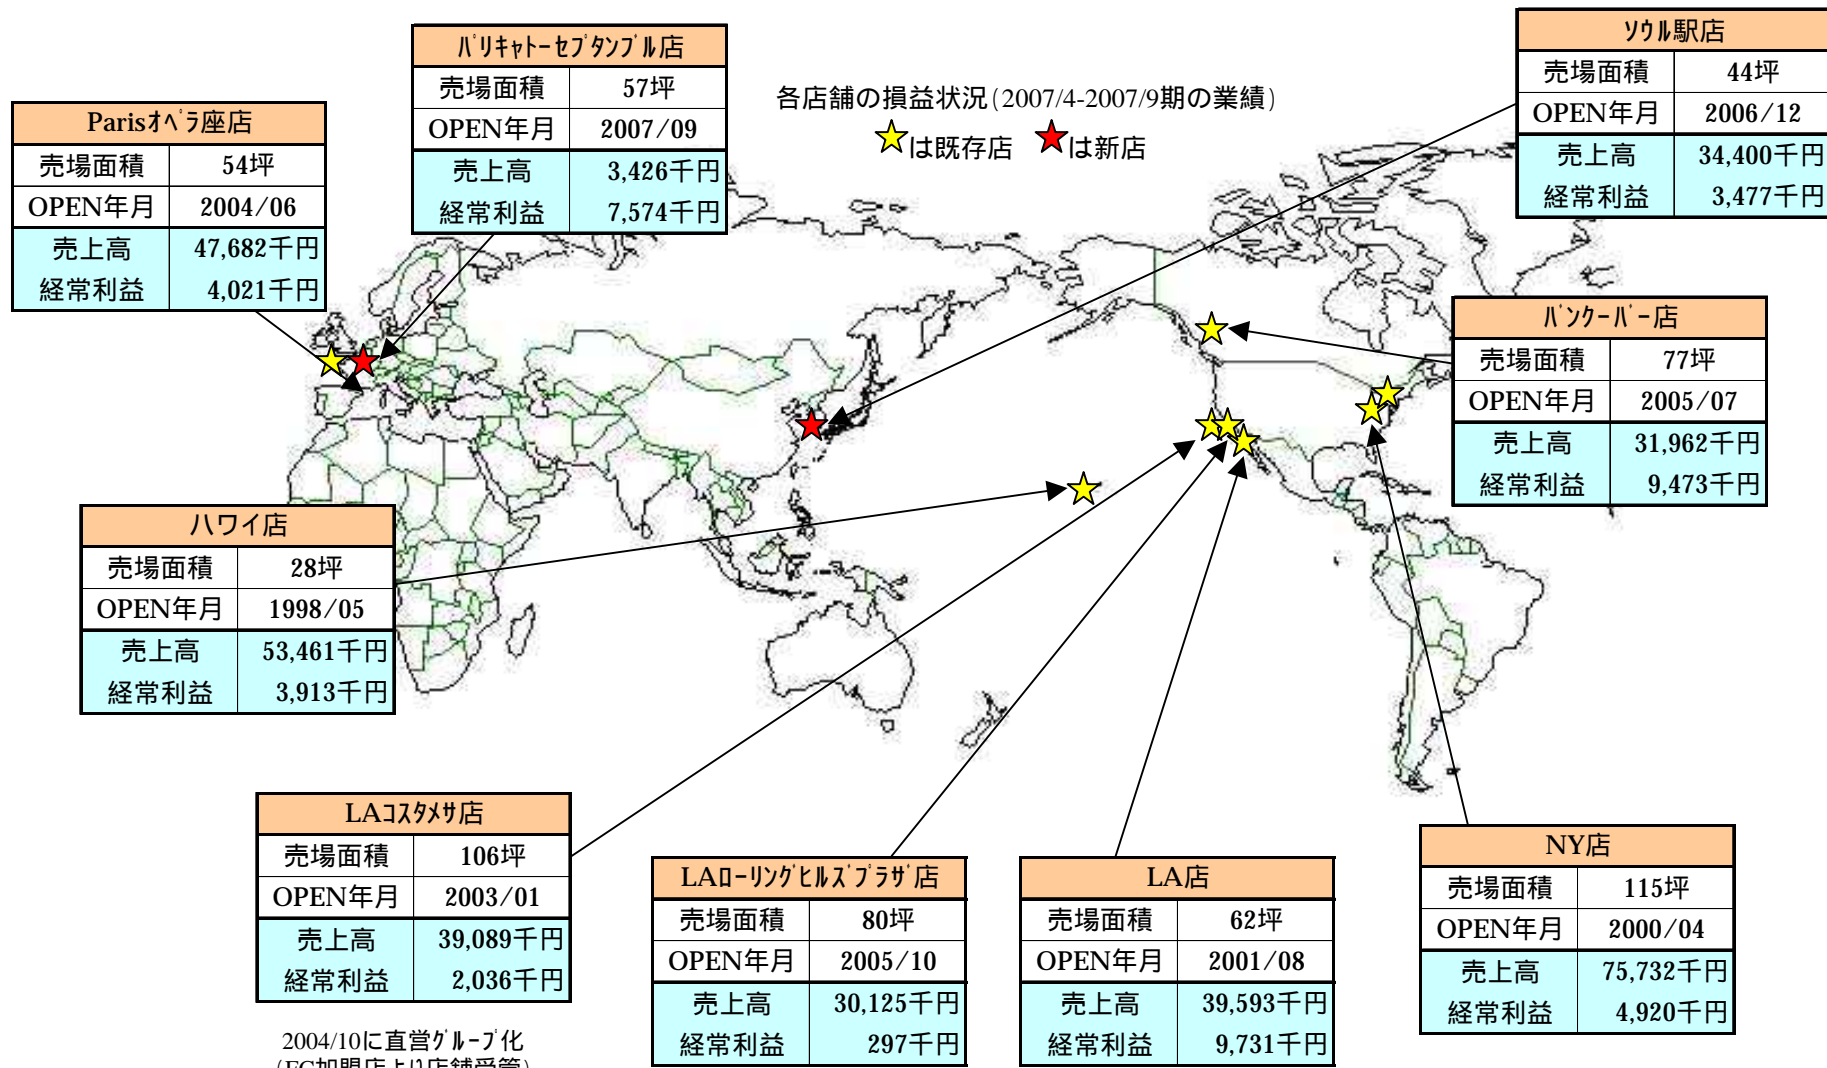 各店舗の損益状況(2007/4-2007/9期の業績)
★は既存店 ★は新店
Parisｵﾍﾟﾗ座店
売場面積 54坪
OPEN年月 2004/06
売上高 47,682千円
経常利益 4,021千円
ﾊﾟﾘｷｬﾄｰｾﾌﾟﾀﾝﾌﾞﾙ店
売場面積 57坪
OPEN年月 2007/09
売上高 3,426千円
経常利益 7,574千円
ｿｳﾙ駅店
売場面積 44坪
OPEN年月 2006/12
売上高 34,400千円
経常利益 3,477千円
ﾊﾞﾝｸｰﾊﾞｰ店
売場面積 77坪
OPEN年月 2005/07
売上高 31,962千円
経常利益 9,473千円
ハワイ店
売場面積 28坪
OPEN年月 1998/05
売上高 53,461千円
経常利益 3,913千円
LAｺｽﾀﾒｻ店
売場面積 106坪
OPEN年月 2003/01
売上高 39,089千円
経常利益 2,036千円
2004/10に直営ｸﾞﾙｰﾌﾟ化
(FC加盟店より店舗受管)
LAﾛｰﾘﾝｸﾞﾋﾙｽﾞﾌﾟﾗｻﾞ店
売場面積 80坪
OPEN年月 2005/10
売上高 30,125千円
経常利益 297千円
LA店
売場面積 62坪
OPEN年月 2001/08
売上高 39,593千円
経常利益 9,731千円
NY店
売場面積 115坪
OPEN年月 2000/04
売上高 75,732千円
経常利益 4,920千円